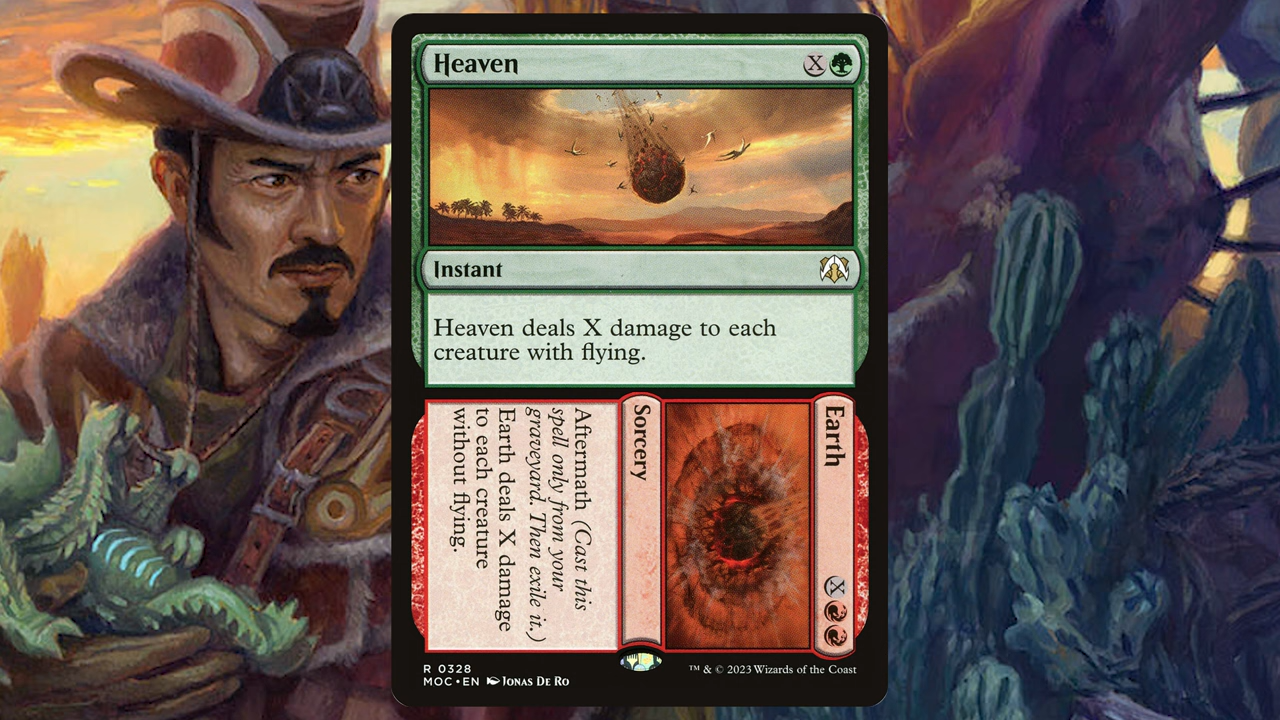 Heaven X
Instant
Heaven deals X damage to each
creature with flying.
Earth X
Sorcery
Aftermath (Cast this
spell only from your
graveyard. Then exile it.)
Earth deals X damage
to each creature
without flying.
R 0328
MOC•EN JONAS DE RO
™ & © 2023 Wizards of the Coast